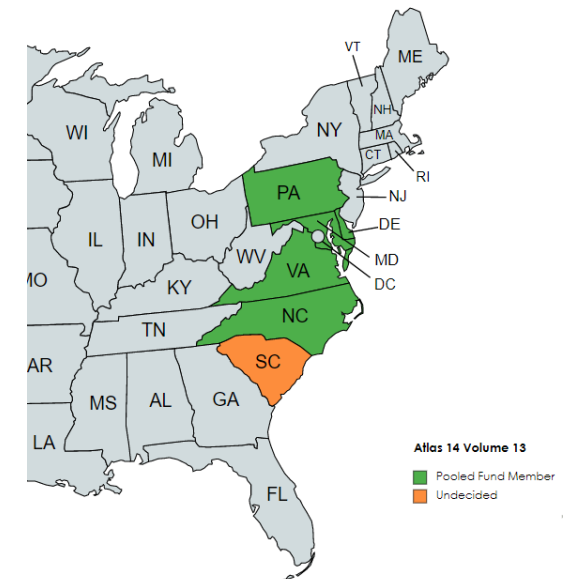 VT
ME
NH
WI
NY
MA
MI
CT
RI
PA
NJ
OH
DE
IL
IN
WV
MD
VA
DC
MO
KY
NC
TN
SC
AR
MS
AL
GA
LA
Atlas 14 Volume 13
Pooled Fund Member
Undecided
FL